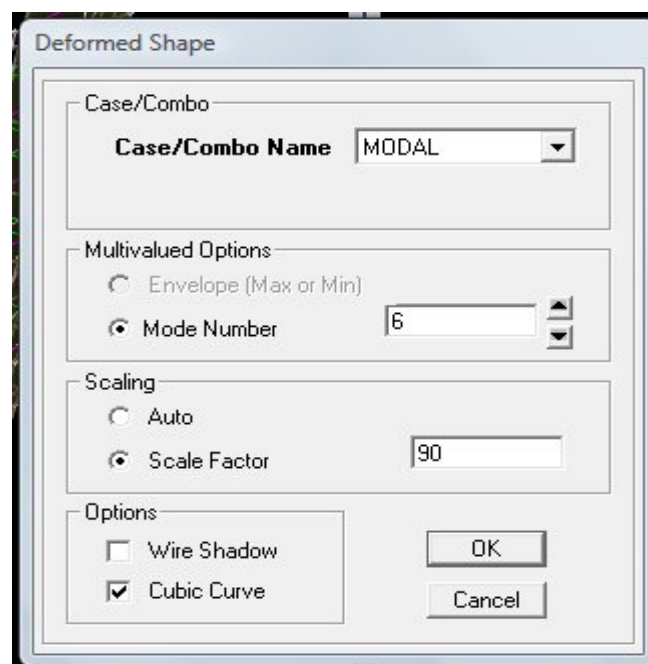 Deformed Shape
Case/Combo
Case/Combo Name MODAL
Multivalued Options
Envelope (Max or Min)
Mode Number 6
Scaling
Auto
Scale Factor 90
Options
Wire Shadow
Cubic Curve
OK
Cancel